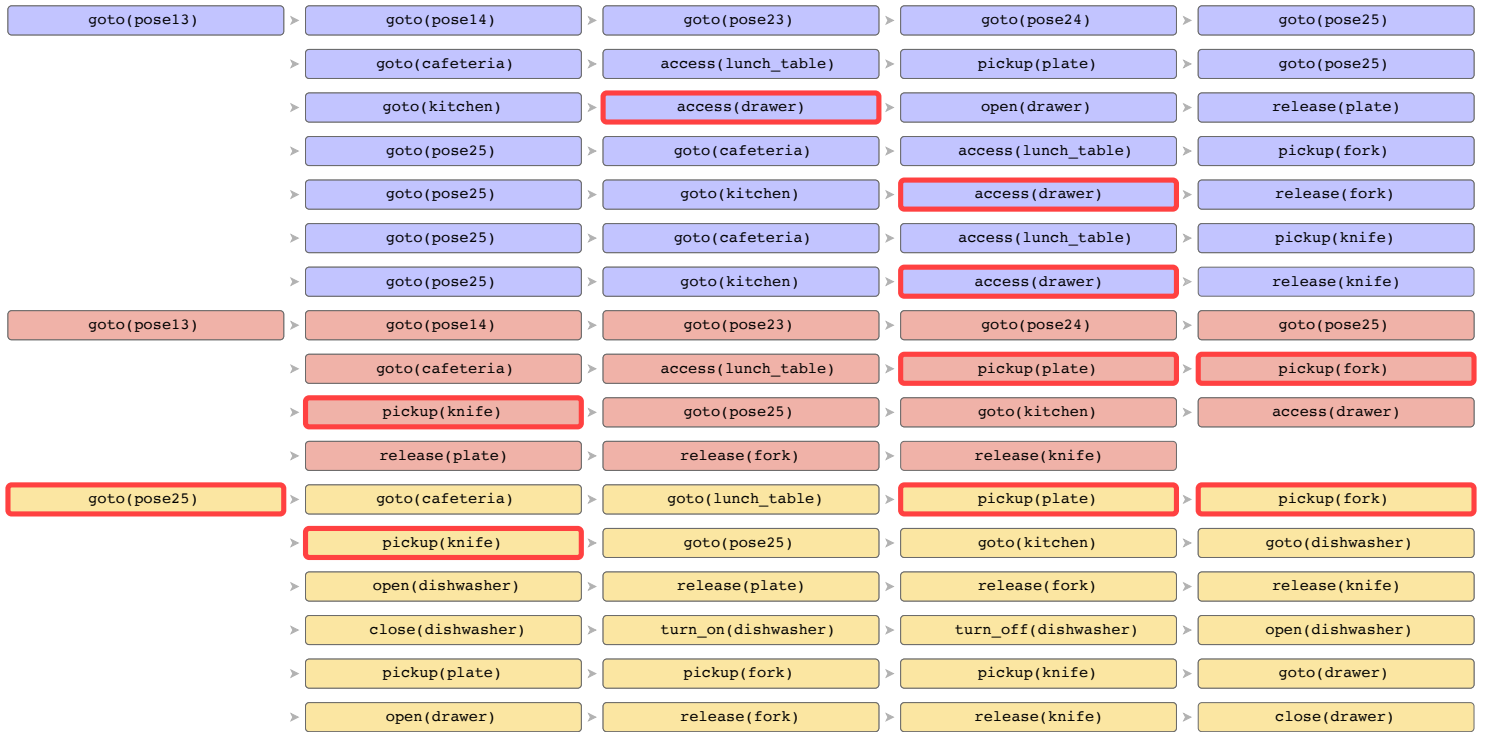 goto(pose13) goto(pose14) goto(pose23) goto(pose24) goto(pose25)
goto(cafeteria) access(lunch_table) pickup(plate) goto(pose25)
goto(kitchen) access(drawer) open(drawer) release(plate)
goto(pose25) goto(cafeteria) access(lunch_table) pickup(fork)
goto(pose25) goto(kitchen) access(drawer) release(fork)
goto(pose25) goto(cafeteria) access(lunch_table) pickup(knife)
goto(pose25) goto(kitchen) access(drawer) release(knife)
goto(pose13) goto(pose14) goto(pose23) goto(pose24) goto(pose25)
goto(cafeteria) access(lunch_table) pickup(plate) pickup(fork)
pickup(knife) goto(pose25) goto(kitchen) access(drawer)
release(plate) release(fork) release(knife)
goto(pose25) goto(cafeteria) goto(lunch_table) pickup(plate) pickup(fork)
pickup(knife) goto(pose25) goto(kitchen) goto(dishwasher)
open(dishwasher) release(plate) release(fork) release(knife)
close(dishwasher) turn_on(dishwasher) turn_off(dishwasher) open(dishwasher)
pickup(plate) pickup(fork) pickup(knife) goto(drawer)
open(drawer) release(fork) release(knife) close(drawer)